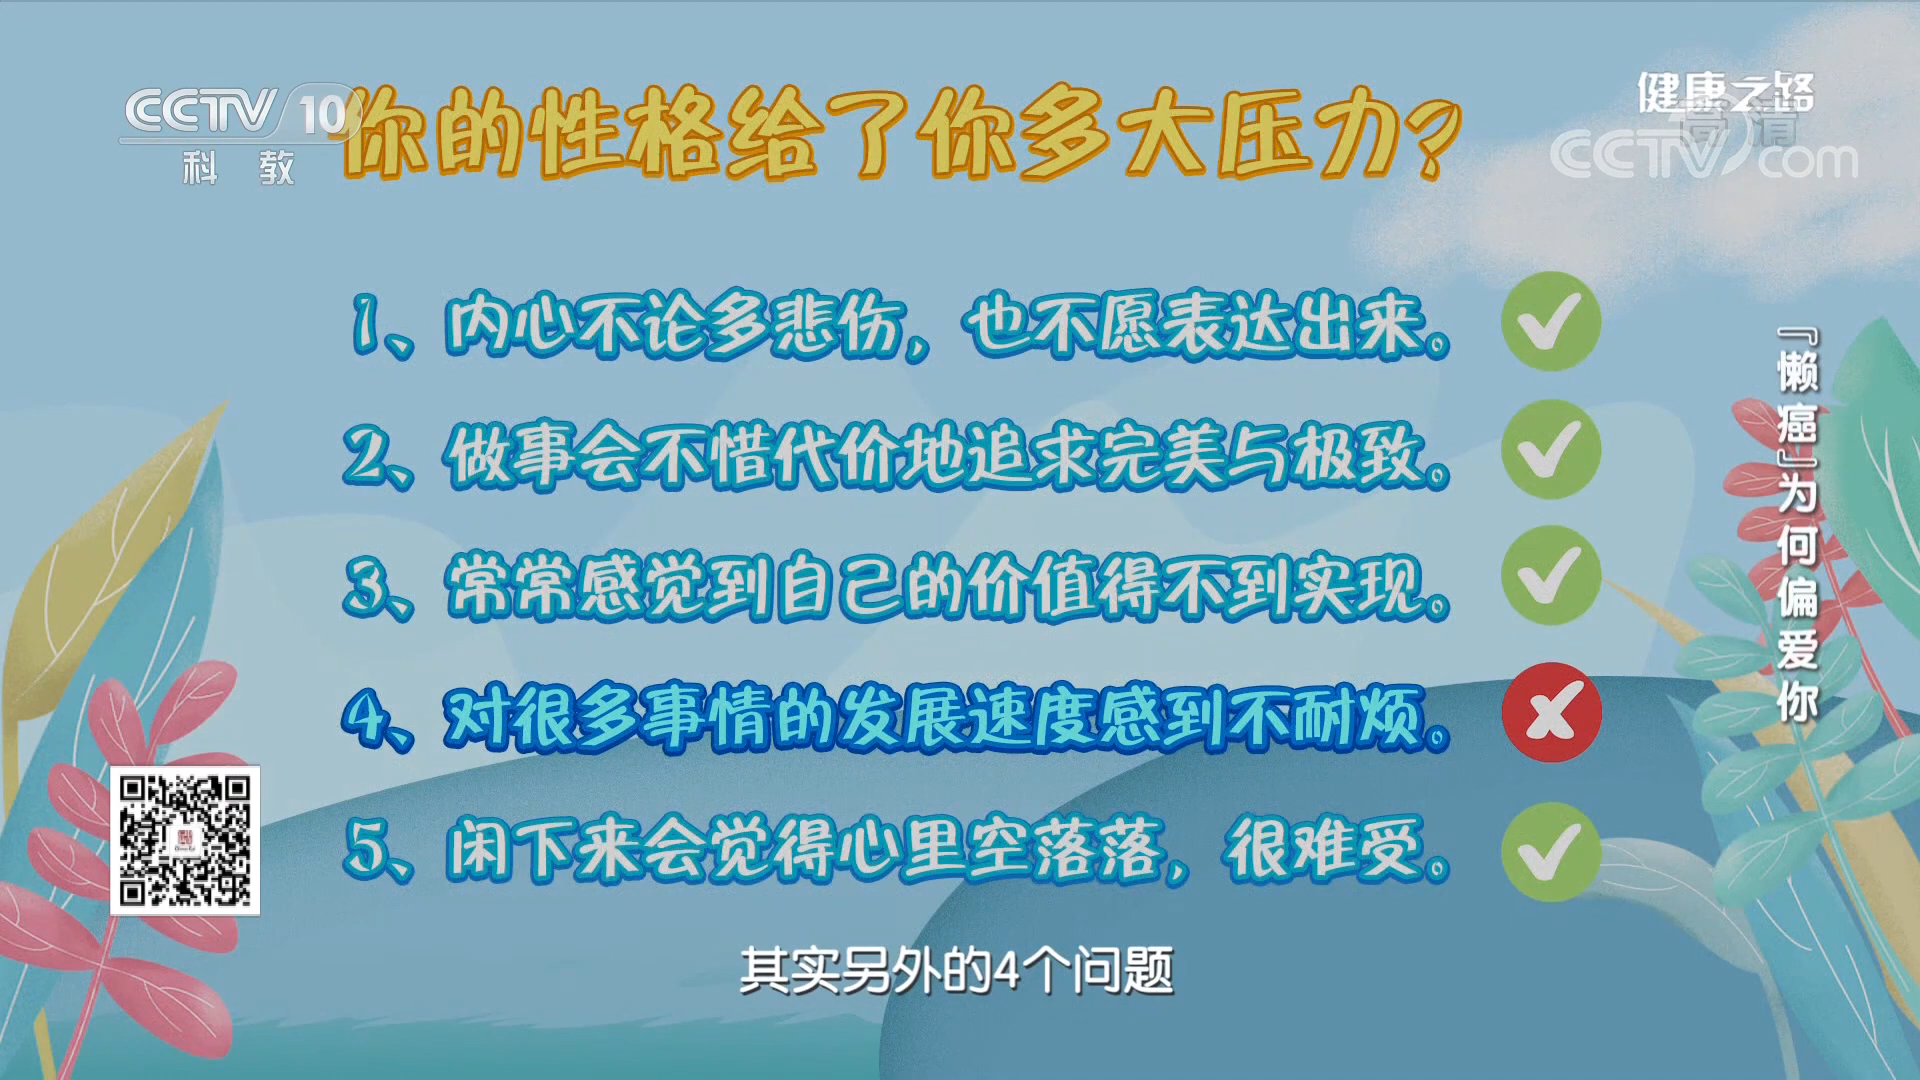 CCTV 10
科教
你的性格给了你多大压力?
健康之路
高清
CCTV.com
1、内心不论多悲伤，也不愿表达出来。
2、做事会不惜代价地追求完美与极致。
3、常常感觉到自己的价值得不到实现。
4、对很多事情的发展速度感到不耐烦。
5、闲下来会觉得心里空落落，很难受。
『懒癌』为何偏爱你
其实另外的4个问题